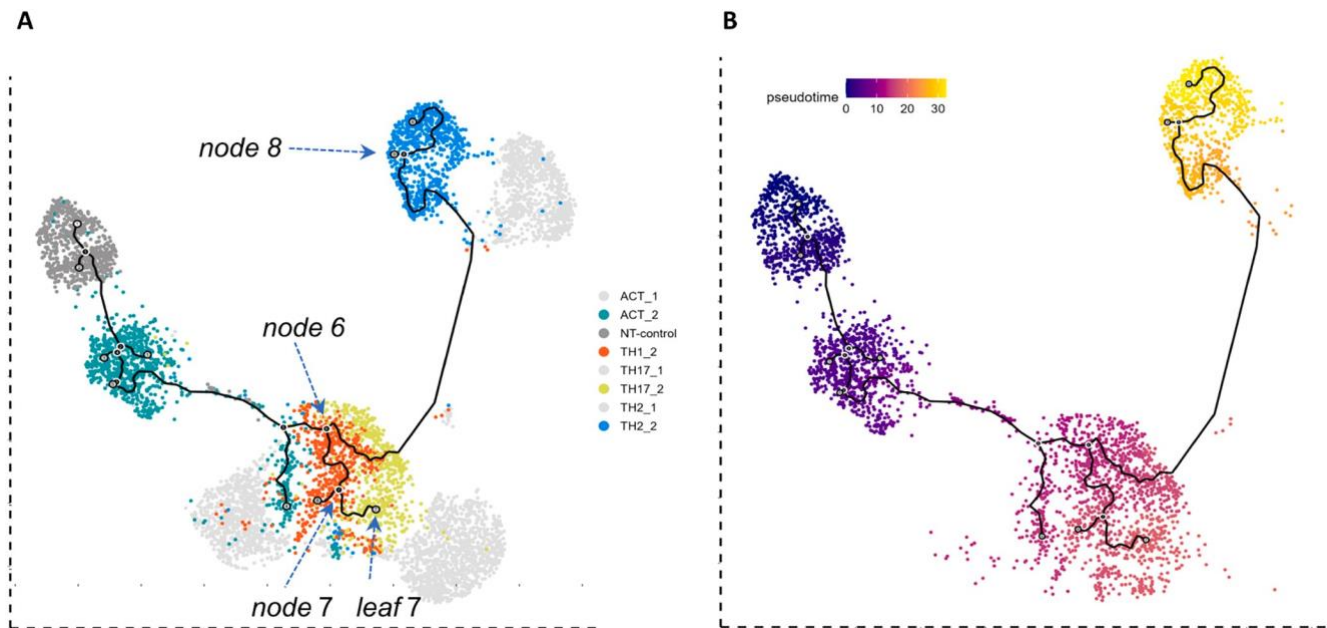 A
B
pseudotime
0 10 20 30
node 8
node 6
ACT_1
ACT_2
NT-control
TH1_2
TH17_1
TH17_2
TH2_1
TH2_2
node 7 leaf 7